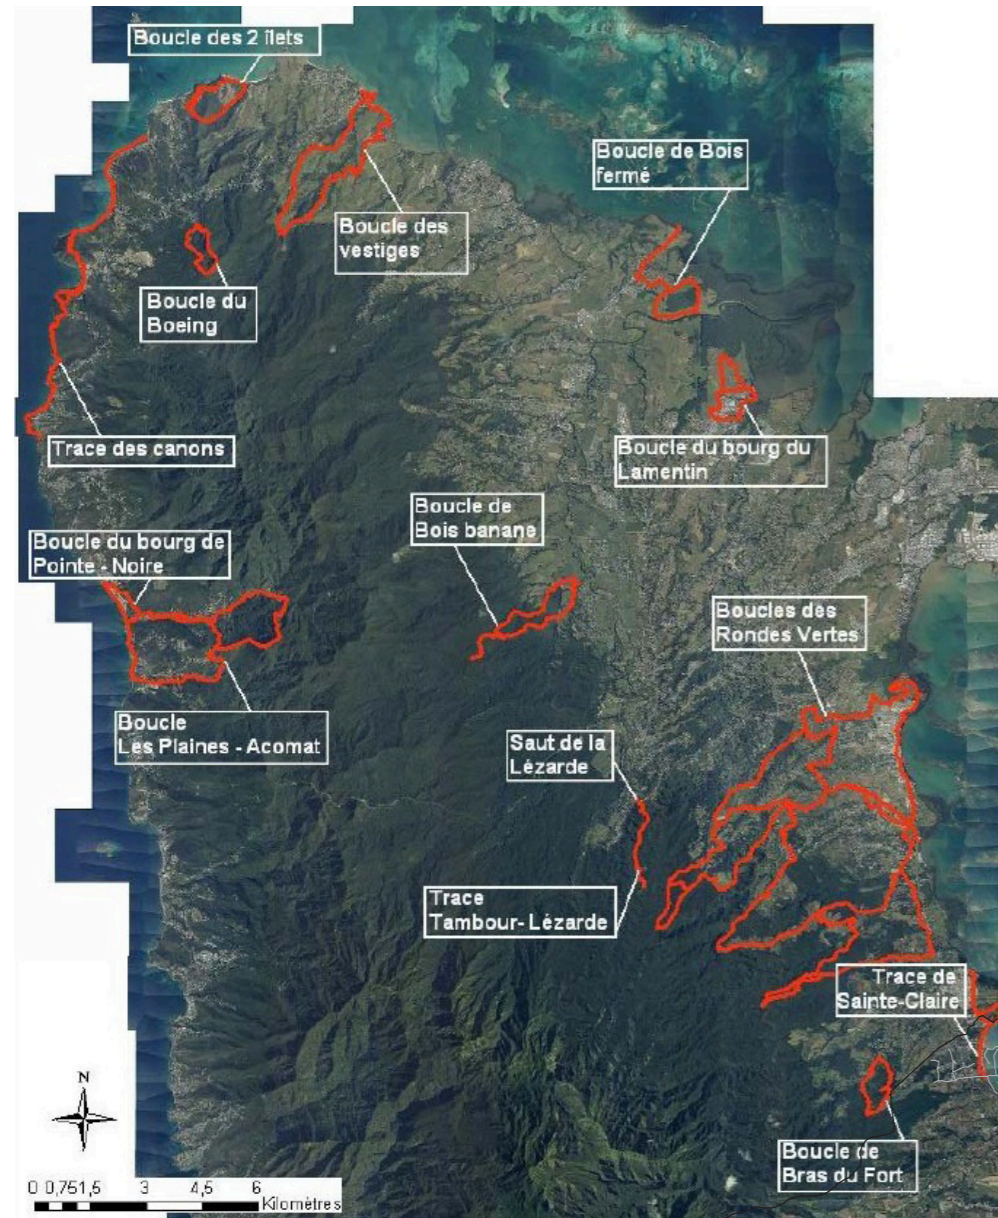 Boucle des 2 îlets
Boucle de Bois
fermé
Boucle des
vestiges
Boucle du
Boeing
Trace des canons
Boucle du bourg du
Lamentin
Boucle de
Bois banane
Boucle du bourg de
Pointe - Noire
Boucles des
Rondes Vertes
Boucle
Les Plaines - Acomat
Saut de la
Lézarde
Trace
Tambour- Lézarde
Trace de
Sainte-Claire
N
Boucle de
Bras du Fort
0 0,75 1,5 3 4,5 6
Kilomètres